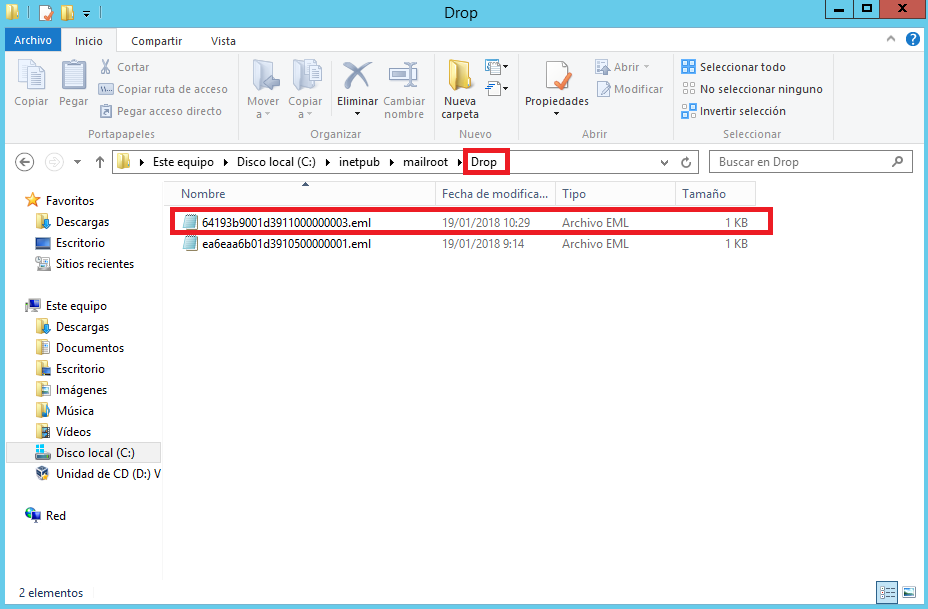 Drop
Archivo Inicio Compartir Vista
Copiar
Pegar
Cortar
Copiar ruta de acceso
Pegar acceso directo
Portapapeles
Mover a
Copiar a
Eliminar
Cambiar nombre
Organizar
Nueva carpeta
Nuevo
Propiedades
Abrir
Modificar
Abrir
Seleccionar todo
No seleccionar ninguno
Invertir selección
Seleccionar
Este equipo Disco local (C:) inetpub mailroot Drop
Buscar en Drop
Favoritos
Descargas
Escritorio
Sitios recientes
Este equipo
Descargas
Documentos
Escritorio
Imágenes
Música
Vídeos
Disco local (C:)
Unidad de CD (D:) V
Red
Nombre Fecha de modifica... Tipo Tamaño
64193b9001d3911000000003.eml 19/01/2018 10:29 Archivo EML 1 KB
ea6eaa6b01d3910500000001.eml 19/01/2018 9:14 Archivo EML 1 KB
2 elementos